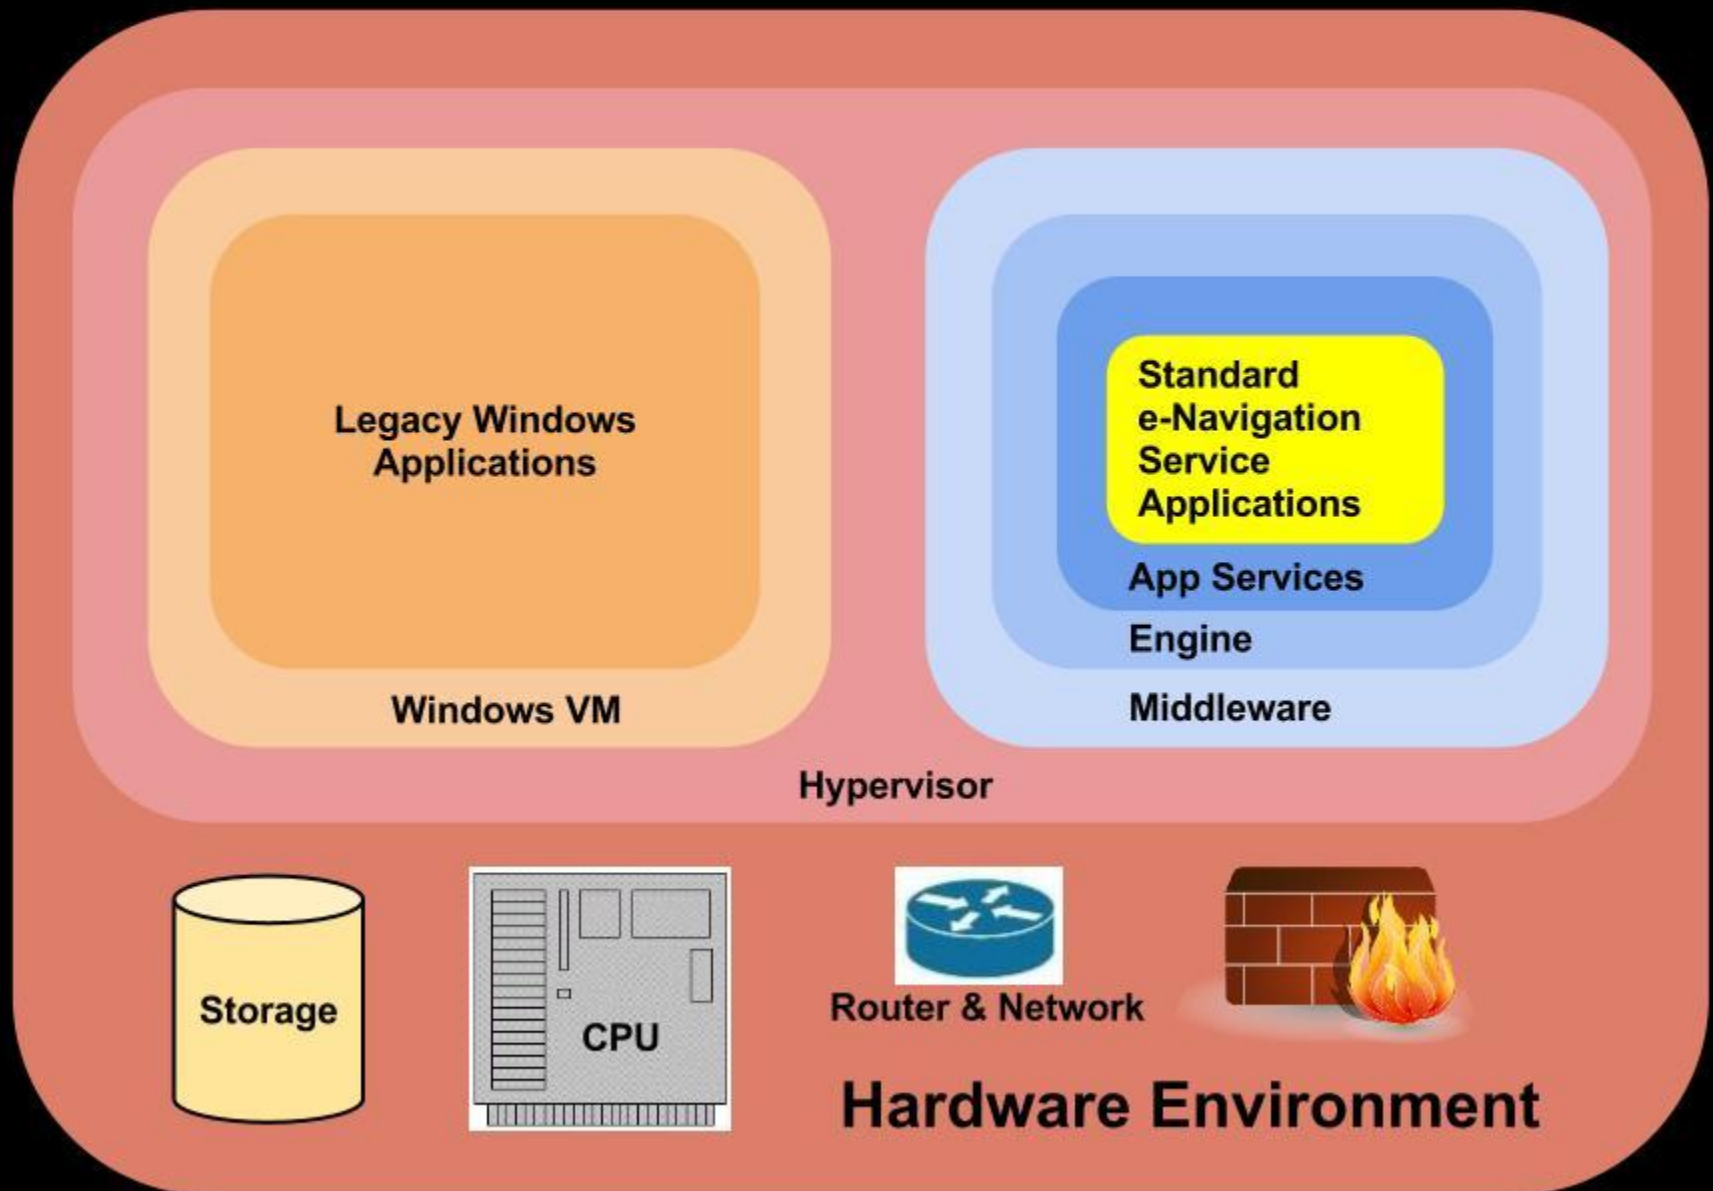 Legacy Windows
Applications
Windows VM
Standard
e-Navigation
Service
Applications
App Services
Engine
Middleware
Hypervisor
Storage
CPU
Router & Network
Hardware Environment